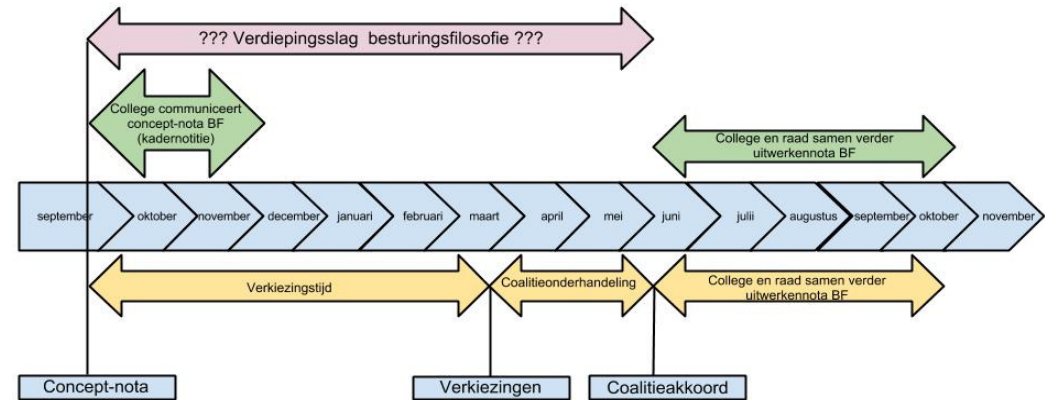 ??? Verdiepingsslag besturingsfilosofie ???
College communiceert
concept-nota BF
(kadernotitie)
College en raad samen verder
uitwerkennota BF
september
oktober
november
december
januari
februari
maart
april
mei
juni
julii
augustus
september
oktober
november
Verkiezingstijd
Coalitieonderhandeling
College en raad samen verder
uitwerkennota BF
Concept-nota
Verkiezingen
Coalitieakkoord